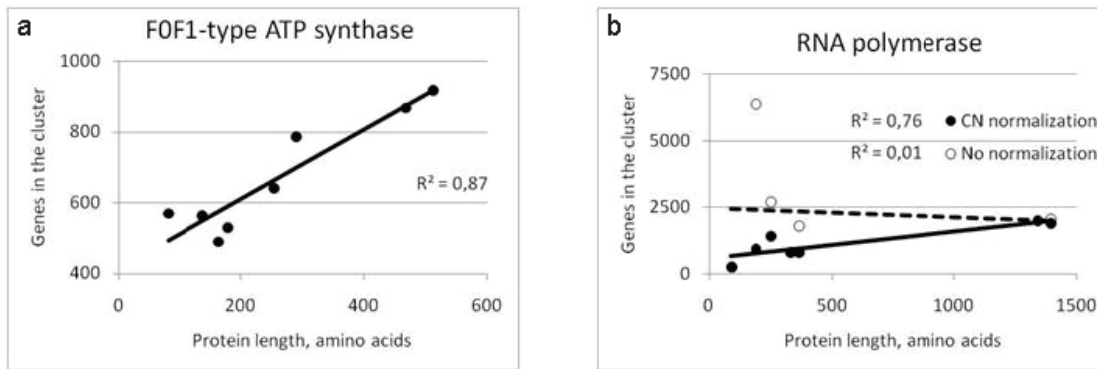 a
F0F1-type ATP synthase
Genes in the cluster
1000
800
600
400
R² = 0,87
0
200
400
600
Protein length, amino acids
b
RNA polymerase
Genes in the cluster
7500
5000
2500
0
R² = 0,76 ● CN normalization
R² = 0,01 ○ No normalization
0
500
1000
1500
Protein length, amino acids